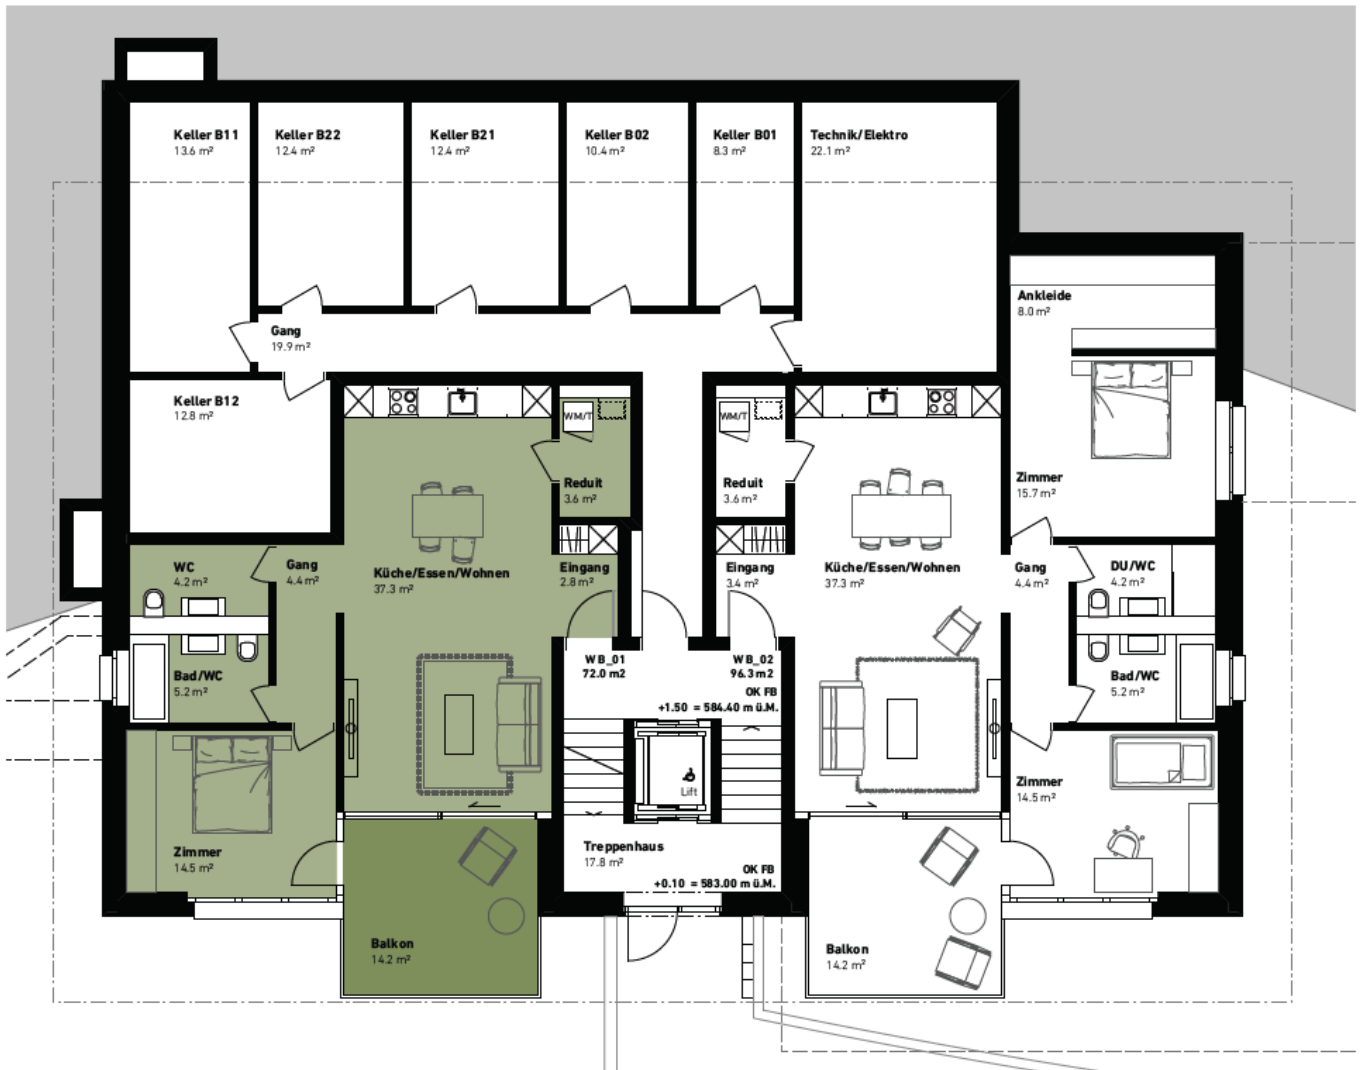 Keller B11
13.6 m²
Keller B22
12.4 m²
Keller B21
12.4 m²
Keller B02
10.4 m²
Keller B01
8.3 m²
Technik/Elektro
22.1 m²
Ankleide
8.0 m²
Gang
19.9 m²
Keller B12
12.8 m²
WM/T
WM/T
Reduit
3.6 m²
Reduit
3.6 m²
Zimmer
15.7 m²
WC
4.2 m²
Gang
4.4 m²
Küche/Essen/Wohnen
37.3 m²
Eingang
2.8 m²
Eingang
3.4 m²
Küche/Essen/Wohnen
37.3 m²
Gang
4.4 m²
DU/WC
4.2 m²
Bad/WC
5.2 m²
WB_01
72.0 m2
WB_02
96.3 m2
OK FB
+1.50 = 584.40 m ü.M.
Bad/WC
5.2 m²
Lift
Zimmer
14.5 m²
Zimmer
14.5 m²
Treppenhaus
17.8 m²
OK FB
+0.10 = 583.00 m ü.M.
Balkon
14.2 m²
Balkon
14.2 m²